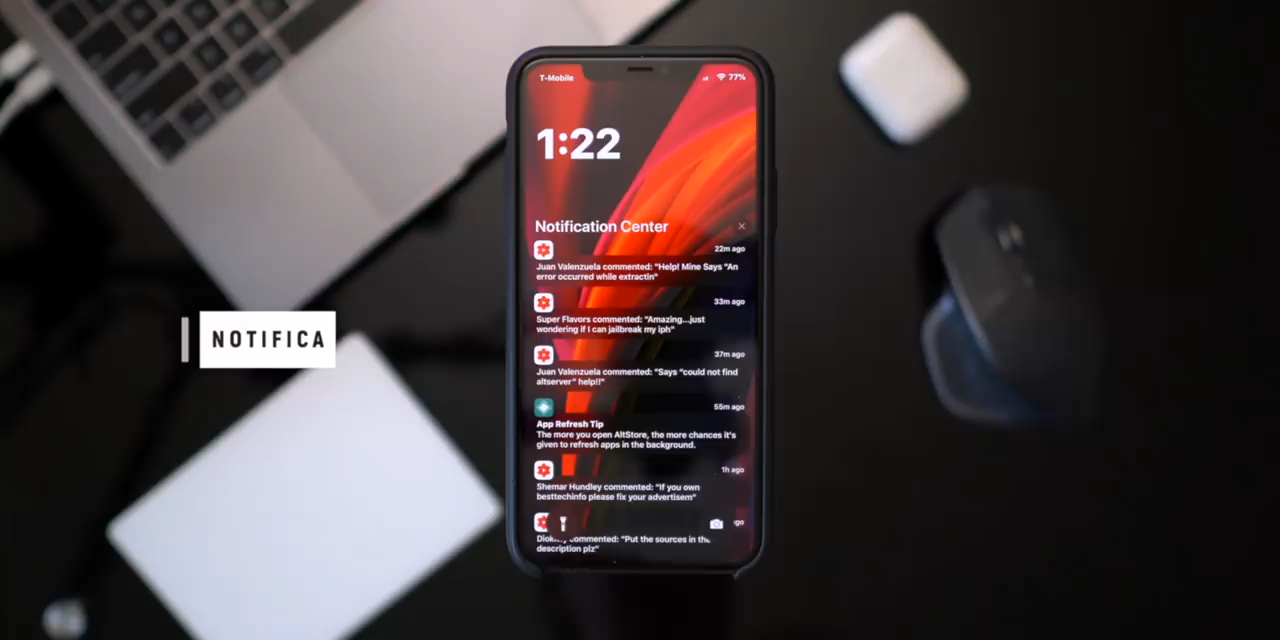 T-Mobile
77%
1:22
Notification Center
22m ago
Juan Valenzuela commented: "Help! Mine Says "An
error occurred while extractin"
33m ago
Super Flavors commented: "Amazing...just
wondering if I can jailbreak my iph"
NOTIFICA
37m ago
Juan Valenzuela commented: "Says "could not find
altserver" help!!"
55m ago
App Refresh Tip
The more you open AltStore, the more chances it's
given to refresh apps in the background.
1h ago
Shemar Hundley commented: "If you own
besttechinfo please fix your advertisem"
ago
commented: "Put the sources in the
description plz"